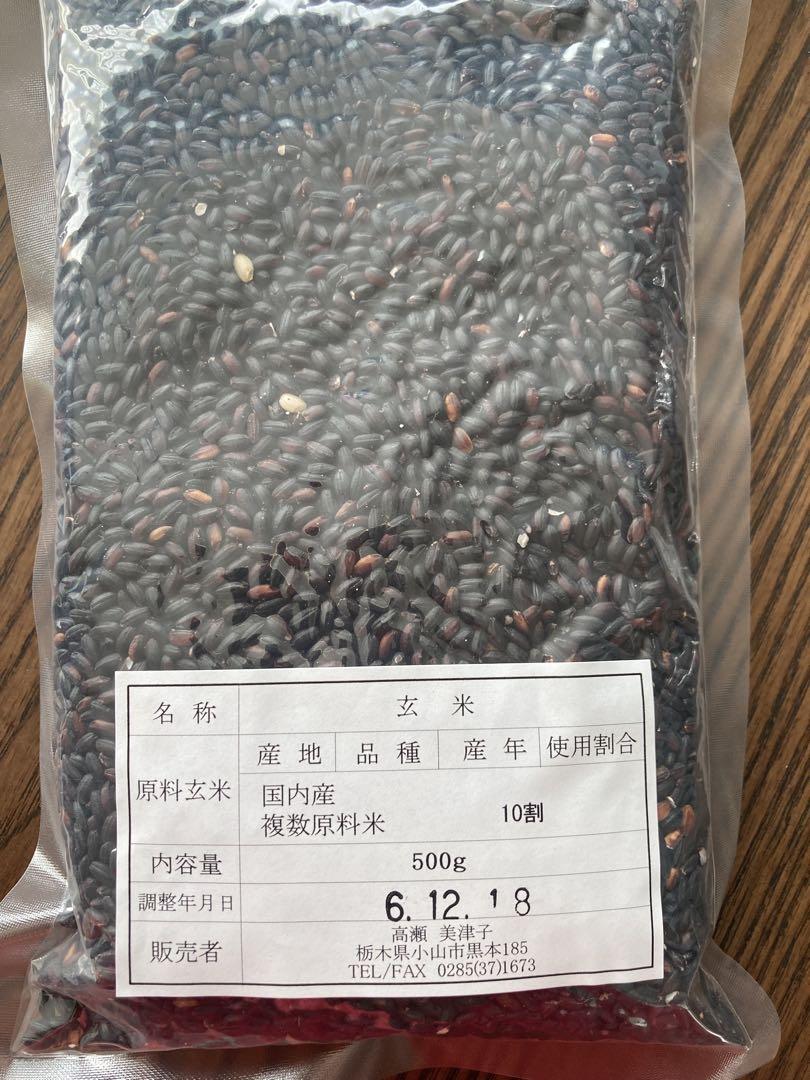 名称 玄米
原料玄米 産地 品種 産年 使用割合
国内産
複数原料米 10割
内容量 500g
調整年月日 6.12.18
販売者 高瀬 美津子
栃木県小山市黒本185
TEL/FAX 0285(37)1673